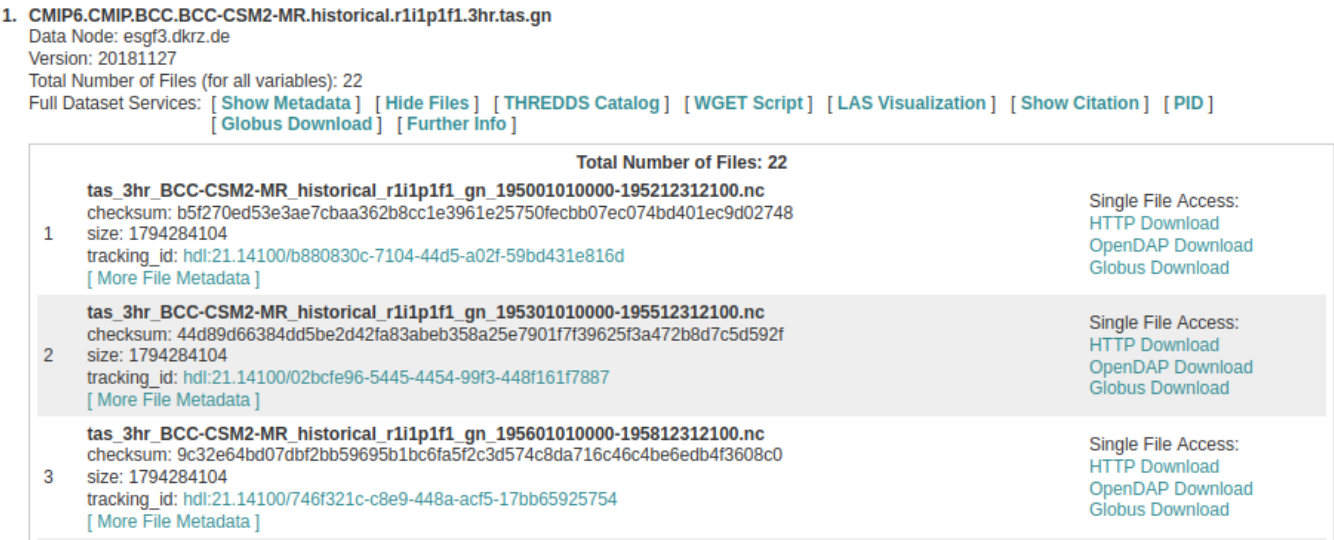 1. CMIP6.CMIP.BCC.BCC-CSM2-MR.historical.r1i1p1f1.3hr.tas.gn
Data Node: esgf3.dkrz.de
Version: 20181127
Total Number of Files (for all variables): 22
Full Dataset Services: [ Show Metadata ] [ Hide Files ] [ THREDDS Catalog ] [ WGET Script ] [ LAS Visualization ] [ Show Citation ] [ PID ]
[ Globus Download ] [ Further Info ]
Total Number of Files: 22
1
tas_3hr_BCC-CSM2-MR_historical_r1i1p1f1_gn_195001010000-195212312100.nc
checksum: b5f270ed53e3ae7cbaa362b8cc1e3961e25750fecbb07ec074bd401ec9d02748
size: 1794284104
tracking_id: hdl:21.14100/b880830c-7104-44d5-a02f-59bd431e816d
[ More File Metadata ]
Single File Access:
HTTP Download
OpenDAP Download
Globus Download
2
tas_3hr_BCC-CSM2-MR_historical_r1i1p1f1_gn_195301010000-195512312100.nc
checksum: 44d89d66384dd5be2d42fa83abeb358a25e7901f7f39625f3a472b8d7c5d592f
size: 1794284104
tracking_id: hdl:21.14100/02bcfe96-5445-4454-99f3-448f161f7887
[ More File Metadata ]
Single File Access:
HTTP Download
OpenDAP Download
Globus Download
3
tas_3hr_BCC-CSM2-MR_historical_r1i1p1f1_gn_195601010000-195812312100.nc
checksum: 9c32e64bd07dbf2bb59695b1bc6fa5f2c3d574c8da716c46c4be6edb4f3608c0
size: 1794284104
tracking_id: hdl:21.14100/746f321c-c8e9-448a-acf5-17bb65925754
[ More File Metadata ]
Single File Access:
HTTP Download
OpenDAP Download
Globus Download